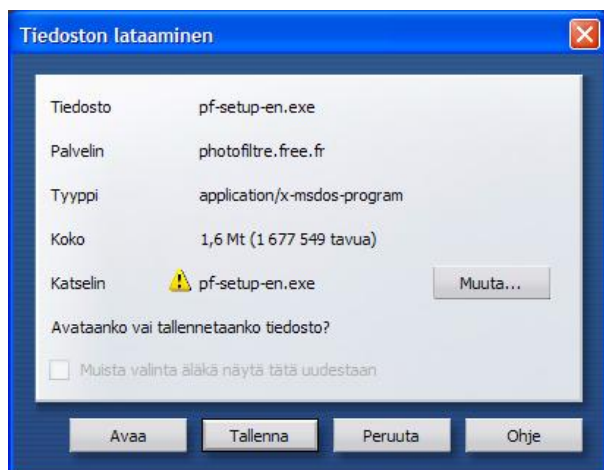 Tiedoston lataaminen
Tiedosto pf-setup-en.exe
Palvelin photofiltre.free.fr
Tyyppi application/x-msdos-program
Koko 1,6 Mt (1 677 549 tavua)
Katselin pf-setup-en.exe Muuta...
Avataanko vai tallennetaanko tiedosto?
Muista valinta äläkä näytä tätä uudestaan
Avaa Tallenna Peruuta Ohje